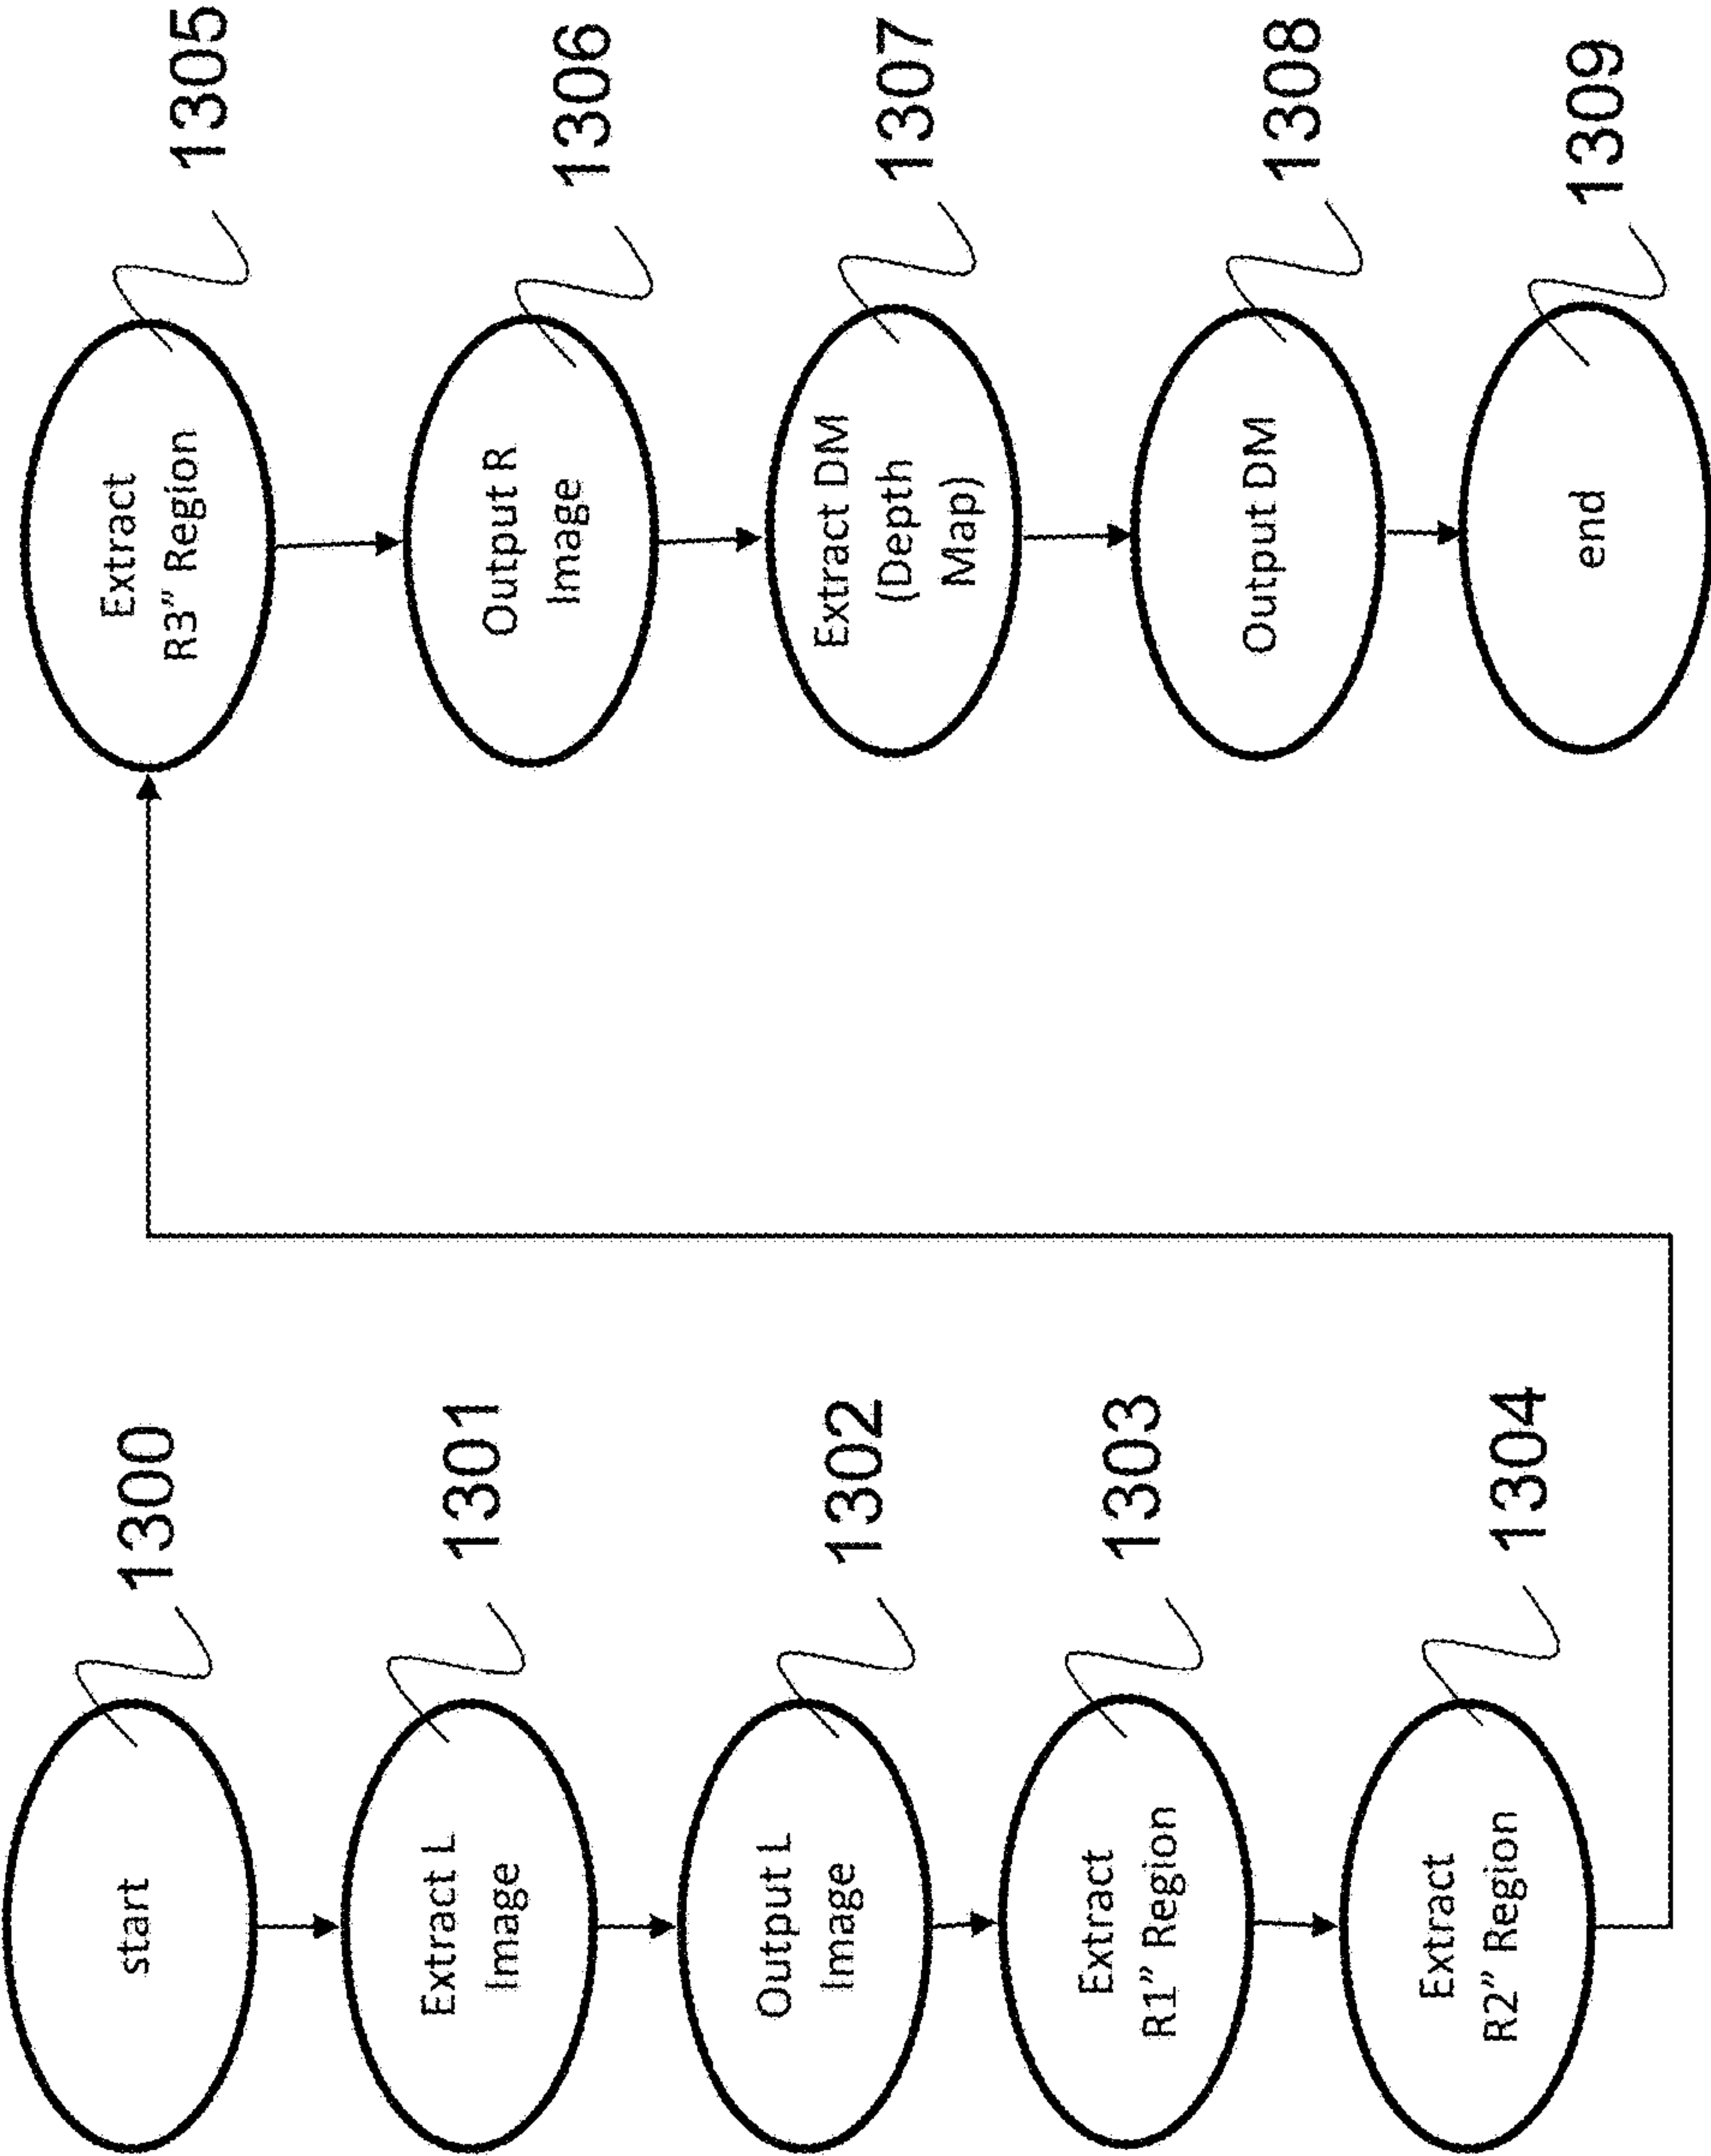 start
1300
Extract L
Image
1301
Output L
Image
1302
Extract
R1” Region
1303
Extract
R2” Region
1304
Extract
R3” Region
1305
Output R
Image
1306
Extract DM
(Depth
Map)
1307
Output DM
1308
end
1309